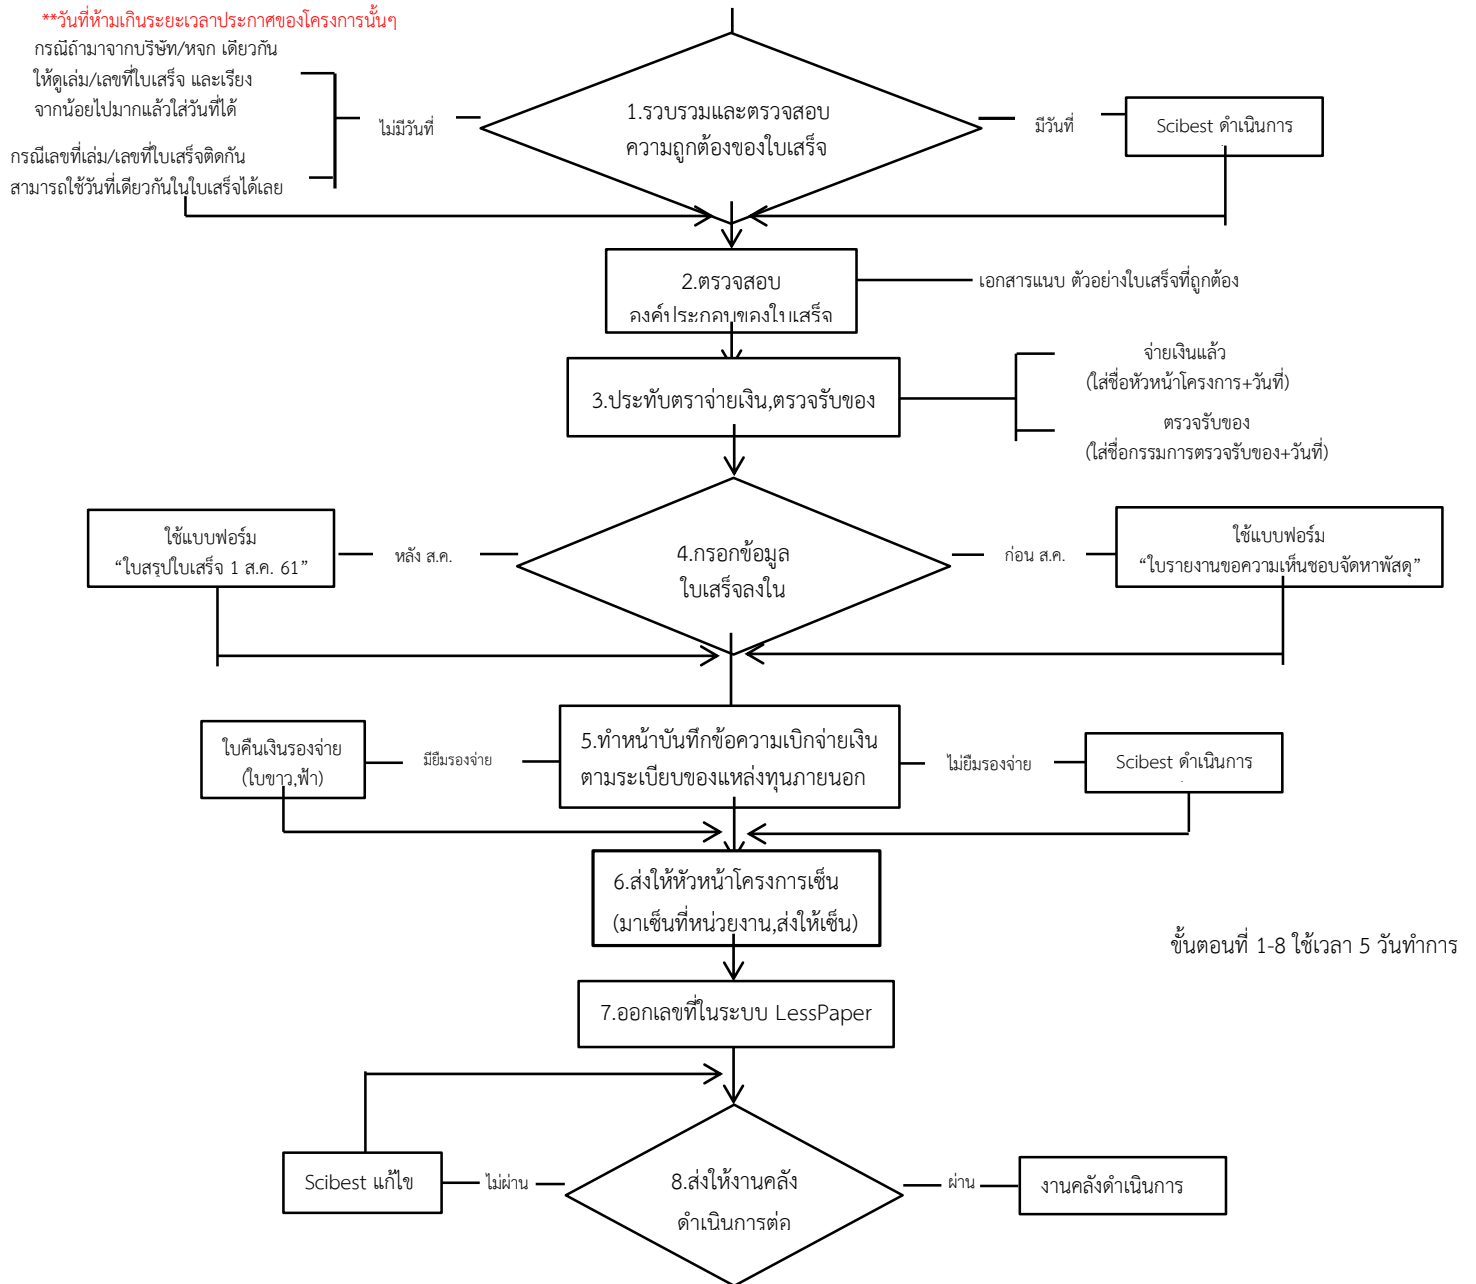 **วันที่ห้ามเกินระยะเวลาประกาศของโครงการนั้นๆ
กรณีถ้ามาจากบริษัท/หจก เดียวกัน
ให้ดูเล่ม/เลขที่ใบเสร็จ และเรียง
จากน้อยไปมากแล้วใส่วันที่ได้
กรณีเลขที่เล่ม/เลขที่ใบเสร็จติดกัน
สามารถใช้วันที่เดียวกันในใบเสร็จได้เลย
ไม่มีวันที่
1.รวบรวมและตรวจสอบ
ความถูกต้องของใบเสร็จ
มีวันที่
Scibest ดำเนินการ
2.ตรวจสอบ
องค์ประกอบของใบเสร็จ
เอกสารแนบ ตัวอย่างใบเสร็จที่ถูกต้อง
3.ประทับตราจ่ายเงิน,ตรวจรับของ
จ่ายเงินแล้ว
(ใส่ชื่อหัวหน้าโครงการ+วันที่)
ตรวจรับของ
(ใส่ชื่อกรรมการตรวจรับของ+วันที่)
ใช้แบบฟอร์ม
“ใบสรุปใบเสร็จ 1 ส.ค. 61”
หลัง ส.ค.
4.กรอกข้อมูล
ใบเสร็จลงใน
ก่อน ส.ค.
ใช้แบบฟอร์ม
“ใบรายงานขอความเห็นชอบจัดหาพัสดุ”
ใบคืนเงินรองจ่าย
(ใบขาว,ฟ้า)
มียืมรองจ่าย
5.ทำหน้าบันทึกข้อความเบิกจ่ายเงิน
ตามระเบียบของแหล่งทุนภายนอก
ไม่ยืมรองจ่าย
Scibest ดำเนินการ
6.ส่งให้หัวหน้าโครงการเซ็น
(มาเซ็นที่หน่วยงาน,ส่งให้เซ็น)
ขั้นตอนที่ 1-8 ใช้เวลา 5 วันทำการ
7.ออกเลขที่ในระบบ LessPaper
Scibest แก้ไข
ไม่ผ่าน
8.ส่งให้งานคลัง
ดำเนินการต่อ
ผ่าน
งานคลังดำเนินการ